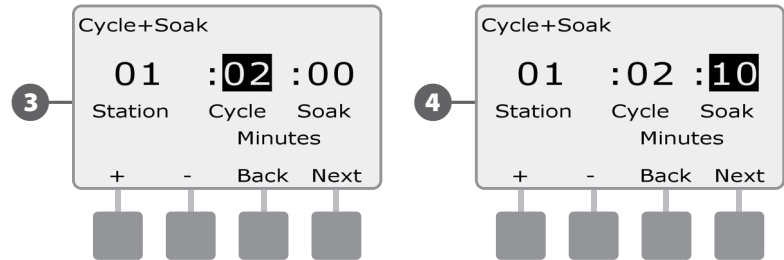 3
Cycle+Soak
01 :02 :00
Station Cycle Soak
Minutes
+ - Back Next
4
Cycle+Soak
01 :02 :10
Station Cycle Soak
Minutes
+ - Back Next